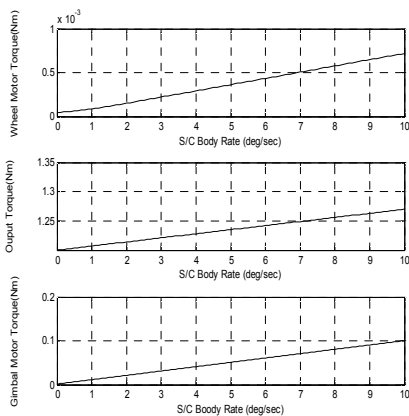 x 10⁻³
1
0.5
0
Wheel Motor Torque(Nm)
0 1 2 3 4 5 6 7 8 9 10
S/C Body Rate (deg/sec)
1.35
1.3
1.25
Ouput Torque(Nm)
0 1 2 3 4 5 6 7 8 9 10
S/C Body Rate (deg/sec)
0.2
0.1
0
Gimbal Motor Torque(Nm)
0 1 2 3 4 5 6 7 8 9 10
S/C Boody Rate (deg/sec)